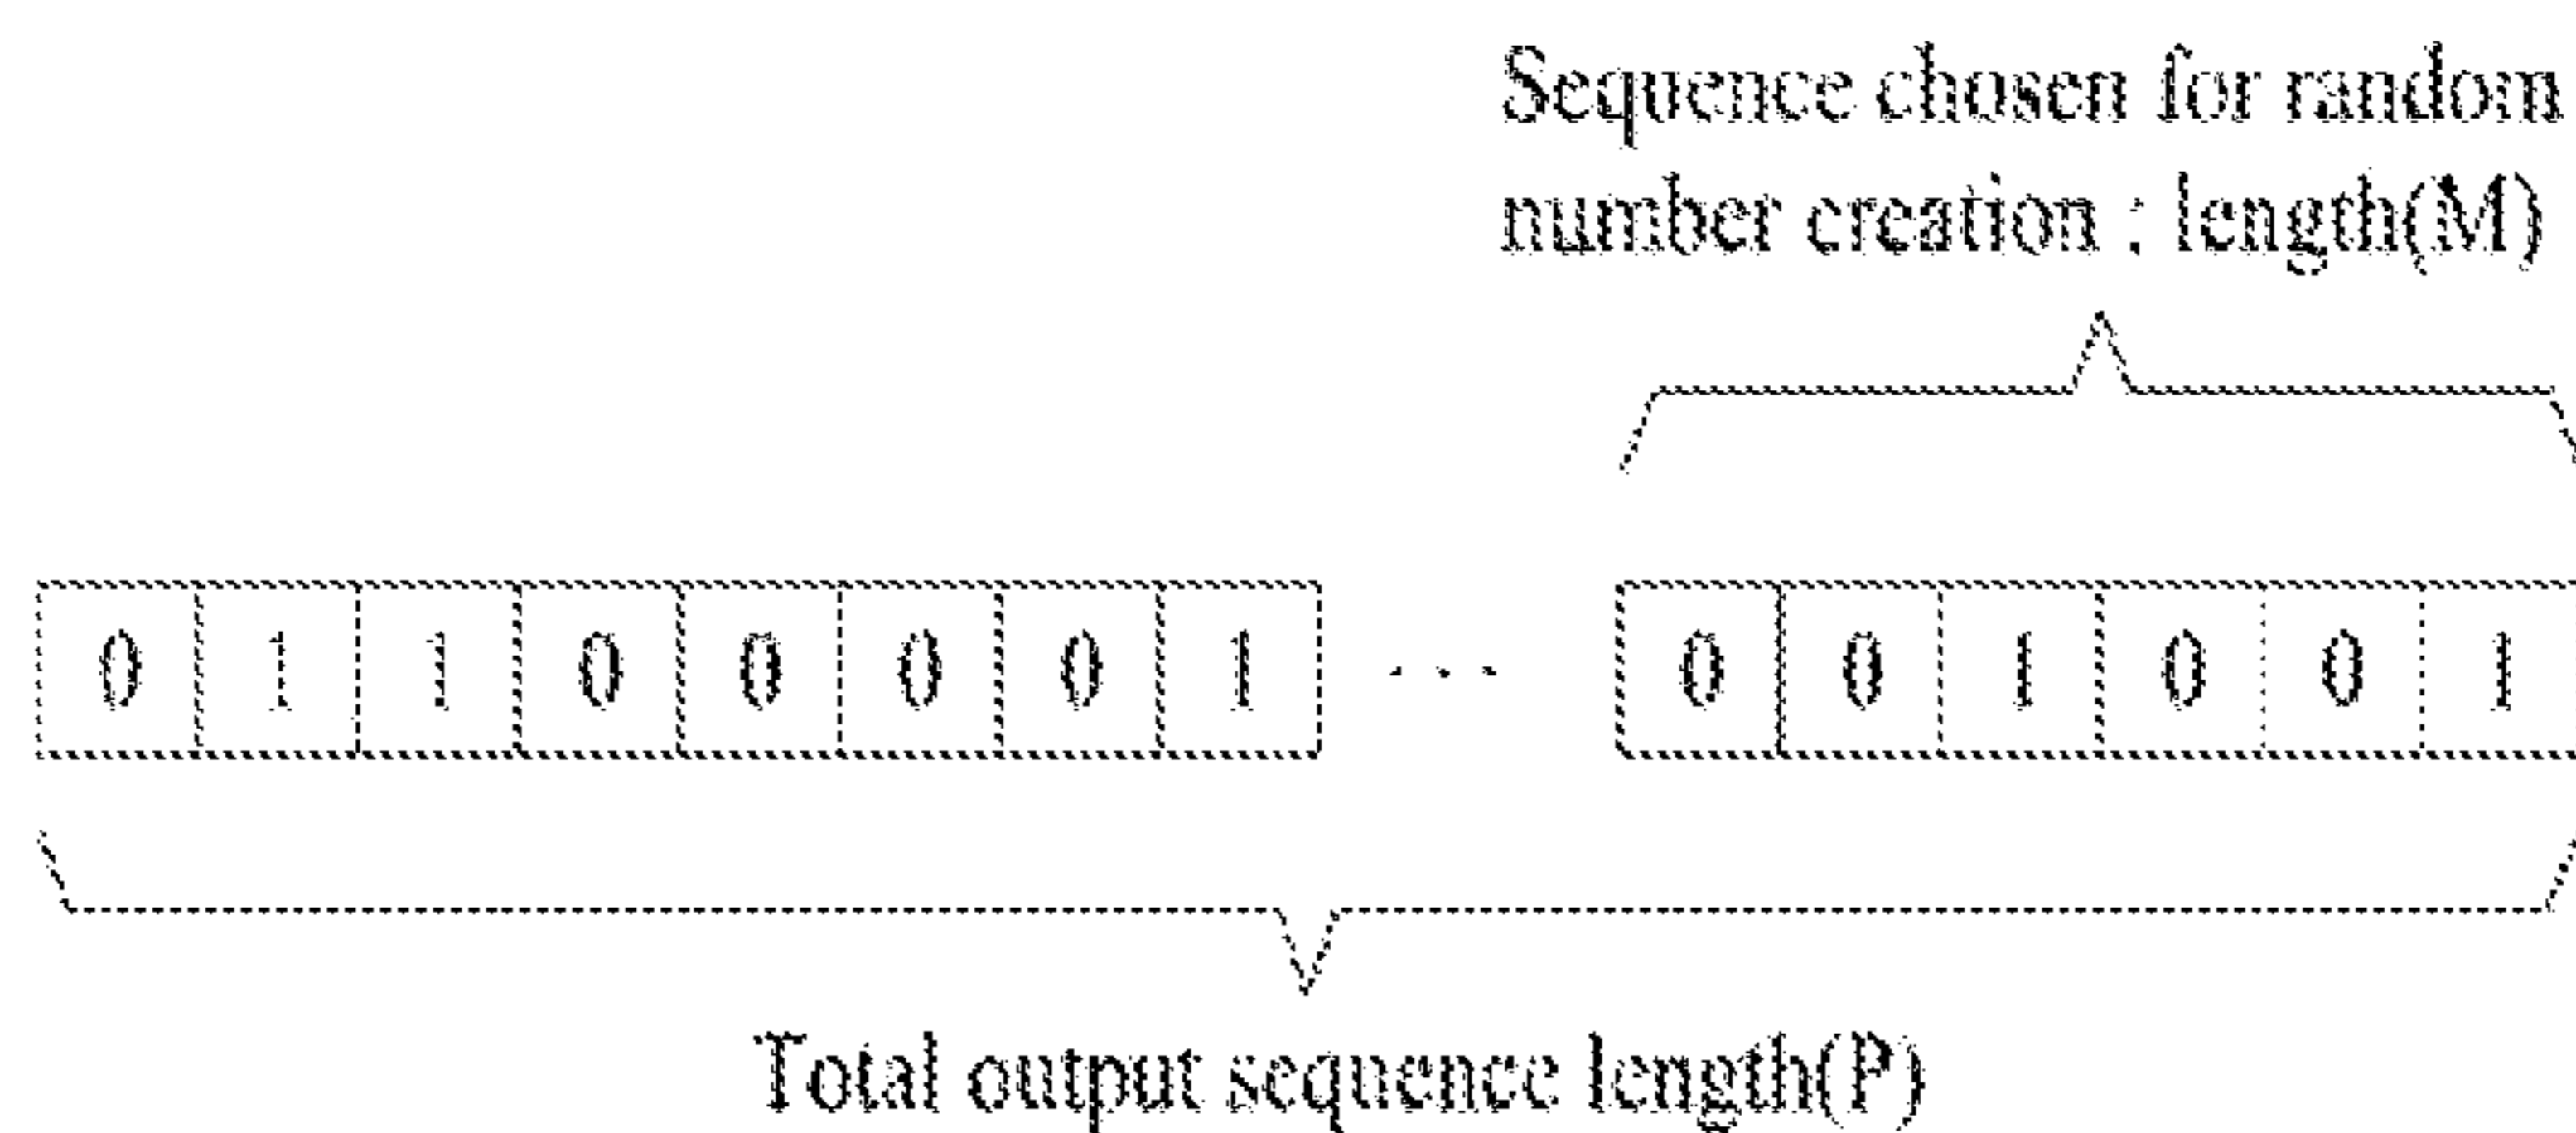 Sequence chosen for random
number creation : length(M)
0 1 1 0 0 0 0 1 ... 0 0 1 0 0 1
Total output sequence length(P)